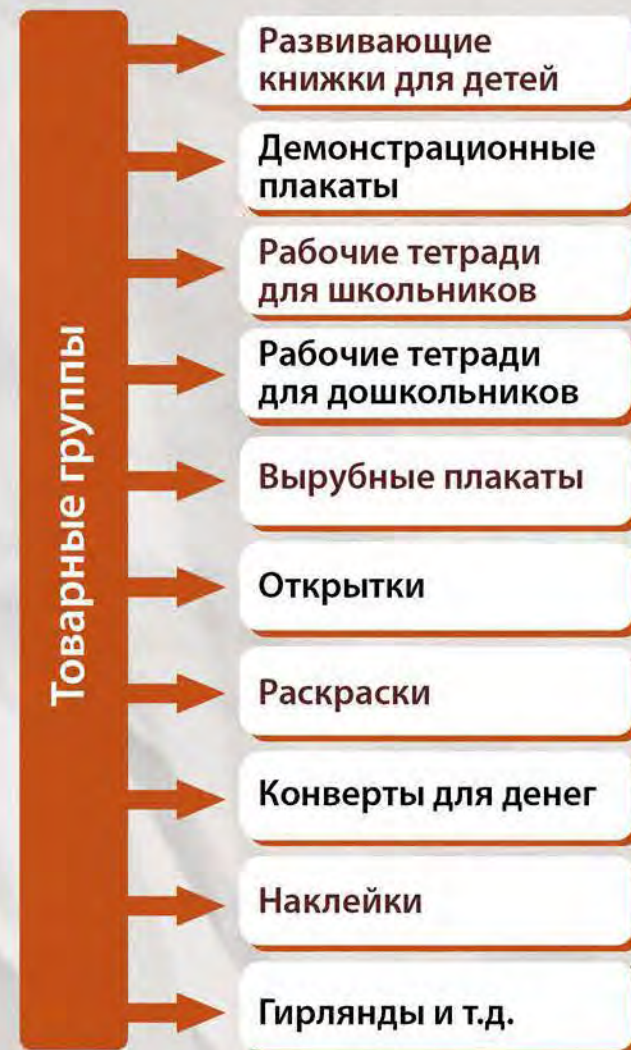 Товарные группы
Развивающие
книжки для детей
Демонстрационные
плакаты
Рабочие тетради
для школьников
Рабочие тетради
для дошкольников
Вырубные плакаты
Открытки
Раскраски
Конверты для денег
Наклейки
Гирлянды и т.д.